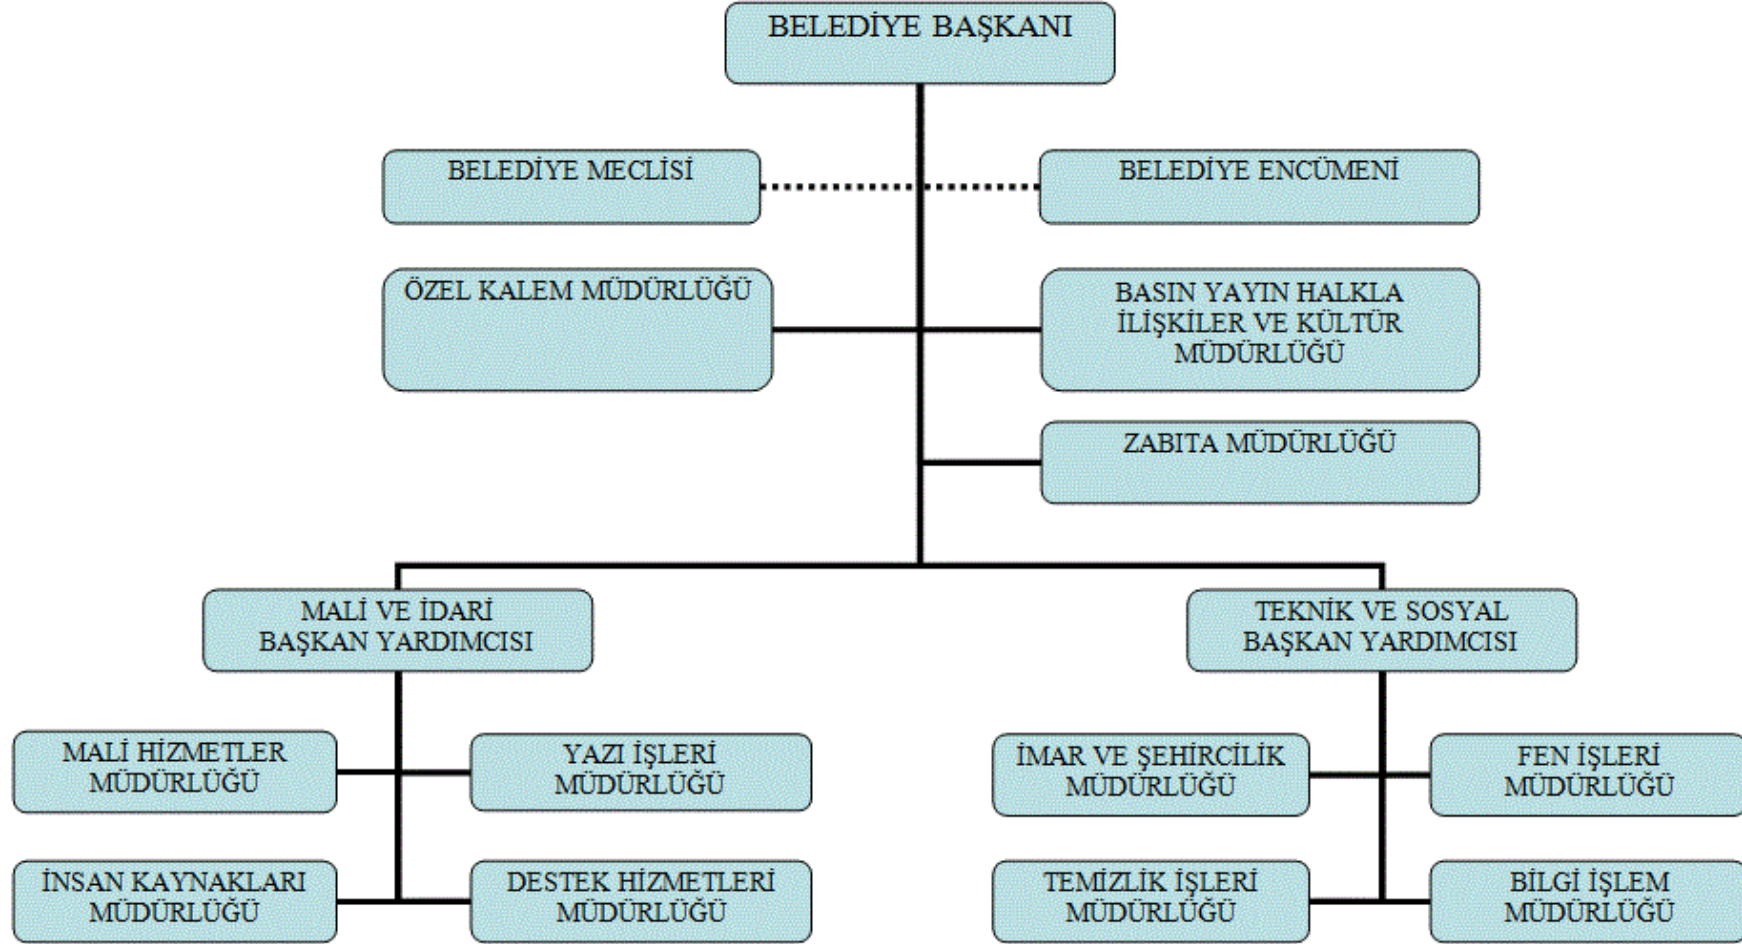 BELEDİYE BAŞKANI
BELEDİYE MECLİSİ
BELEDİYE ENCÜMENİ
ÖZEL KALEM MÜDÜRLÜĞÜ
BASIN YAYIN HALKLA
İLİŞKİLER VE KÜLTÜR
MÜDÜRLÜĞÜ
ZABITA MÜDÜRLÜĞÜ
MALİ VE İDARİ
BAŞKAN YARDIMCISI
TEKNİK VE SOSYAL
BAŞKAN YARDIMCISI
MALİ HİZMETLER
MÜDÜRLÜĞÜ
YAZI İŞLERİ
MÜDÜRLÜĞÜ
İMAR VE ŞEHİRCİLİK
MÜDÜRLÜĞÜ
FEN İŞLERİ
MÜDÜRLÜĞÜ
İNSAN KAYNAKLARI
MÜDÜRLÜĞÜ
DESTEK HİZMETLERİ
MÜDÜRLÜĞÜ
TEMİZLİK İŞLERİ
MÜDÜRLÜĞÜ
BİLGİ İŞLEM
MÜDÜRLÜĞÜ